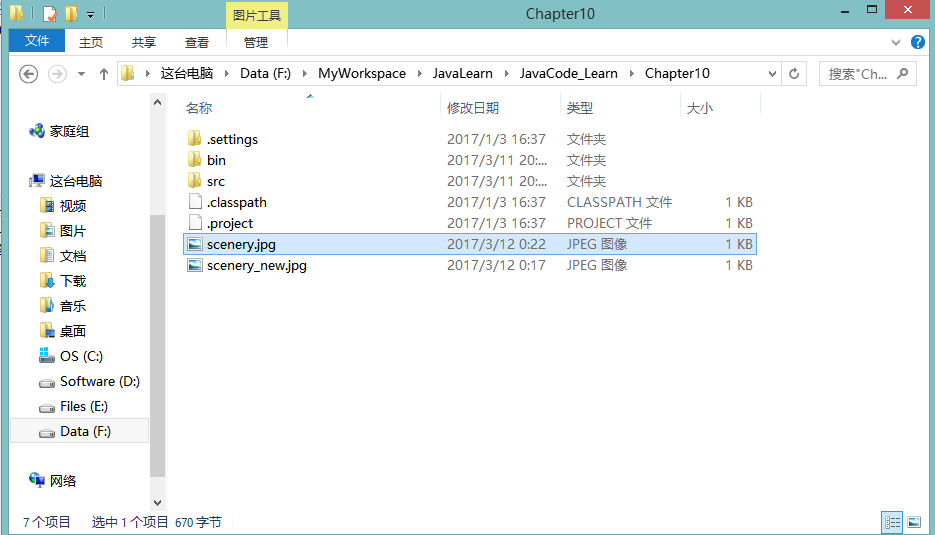 图片工具
Chapter10
文件 主页 共享 查看 管理
这台电脑 Data (F:) MyWorkspace JavaLearn JavaCode_Learn Chapter10 搜索"Ch...
名称 修改日期 类型 大小
.settings 2017/1/3 16:37 文件夹
bin 2017/3/11 20:... 文件夹
src 2017/3/11 20:... 文件夹
.classpath 2017/1/3 16:37 CLASSPATH 文件 1 KB
.project 2017/1/3 16:37 PROJECT 文件 1 KB
scenery.jpg 2017/3/12 0:22 JPEG 图像 1 KB
scenery_new.jpg 2017/3/12 0:17 JPEG 图像 1 KB
家庭组
这台电脑
视频
图片
文档
下载
音乐
桌面
OS (C:)
Software (D:)
Files (E:)
Data (F:)
网络
7 个项目 选中 1 个项目 670 字节